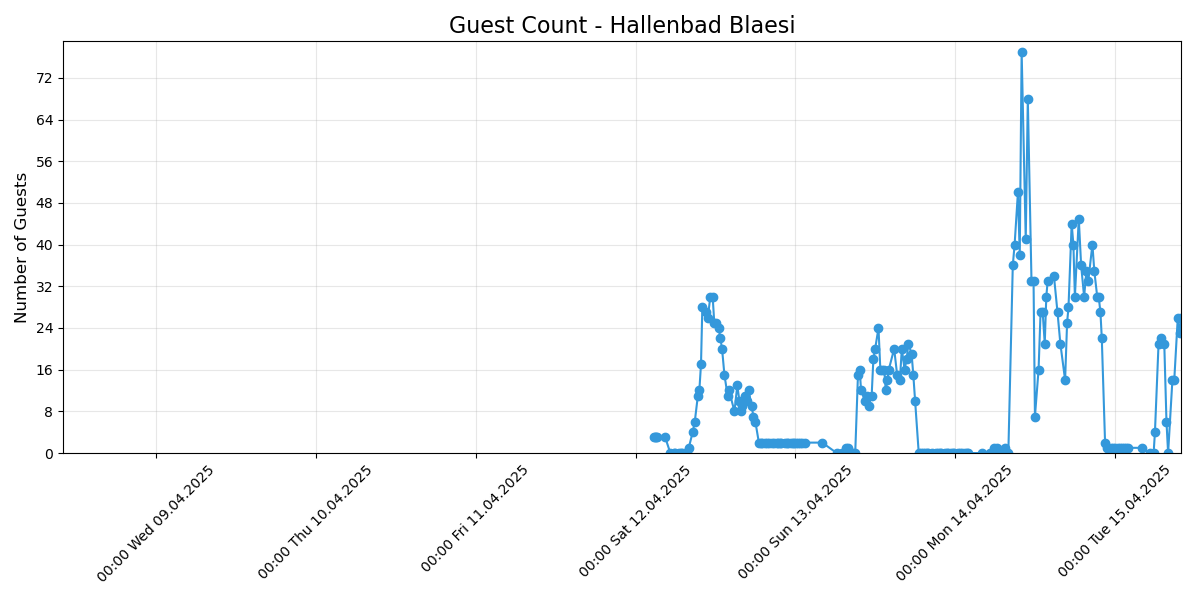 Guest Count - Hallenbad Blaesi
Number of Guests
72
64
56
48
40
32
24
16
8
0
00:00 Wed 09.04.2025
00:00 Thu 10.04.2025
00:00 Fri 11.04.2025
00:00 Sat 12.04.2025
00:00 Sun 13.04.2025
00:00 Mon 14.04.2025
00:00 Tue 15.04.2025